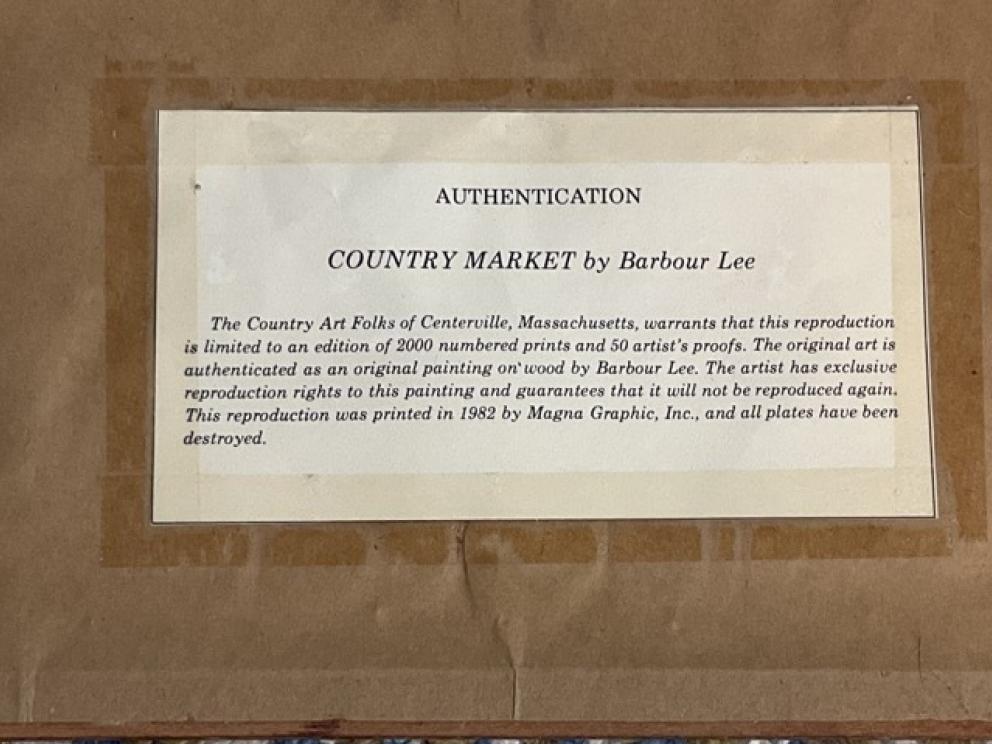 AUTHENTICATION
COUNTRY MARKET by Barbour Lee
The Country Art Folks of Centerville, Massachusetts, warrants that this reproduction
is limited to an edition of 2000 numbered prints and 50 artist's proofs. The original art is
authenticated as an original painting on wood by Barbour Lee. The artist has exclusive
reproduction rights to this painting and guarantees that it will not be reproduced again.
This reproduction was printed in 1982 by Magna Graphic, Inc., and all plates have been
destroyed.